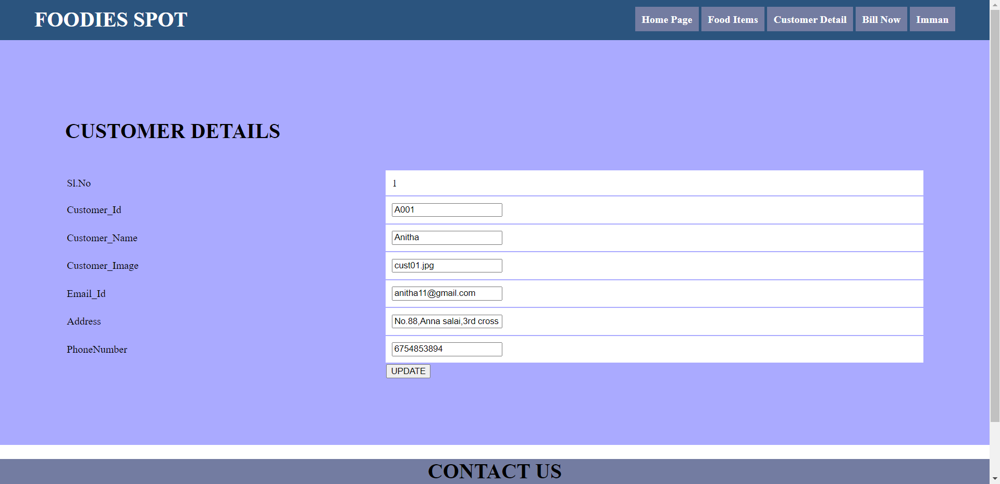 FOODIES SPOT
Home Page Food Items Customer Detail Bill Now Imman
CUSTOMER DETAILS
Sl.No 1
Customer_Id A001
Customer_Name Anitha
Customer_Image cust01.jpg
Email_Id anitha11@gmail.com
Address No.88,Anna salai,3rd cross
PhoneNumber 6754853894
UPDATE
CONTACT US